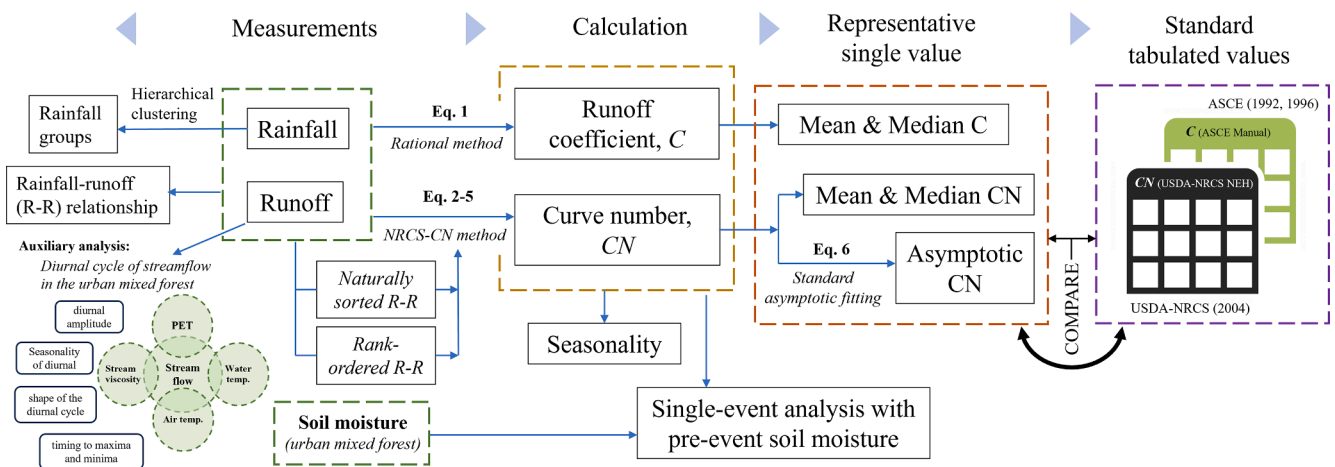 Measurements
Calculation
Representative
single value
Standard
tabulated values
Rainfall
groups
Hierarchical
clustering
Rainfall
Eq. 1
Rational method
Runoff
coefficient, C
Mean & Median C
ASCE (1992, 1996)
C (ASCE Manual)
CN (USDA-NRCS NEH)
USDA-NRCS (2004)
Rainfall-runoff
(R-R) relationship
Runoff
Eq. 2-5
NRCS-CN method
Curve number,
CN
Mean & Median CN
Eq. 6
Standard
asymptotic fitting
Asymptotic
CN
COMPARE
Auxiliary analysis:
Diurnal cycle of streamflow
in the urban mixed forest
Naturally
sorted R-R
Rank-
ordered R-R
Seasonality
diurnal
amplitude
Seasonality
of diurnal
shape of the
diurnal cycle
timing to maxima
and minima
PET
Stream
viscosity
Stream
flow
Water
temp.
Air temp.
Soil moisture
(urban mixed forest)
Single-event analysis with
pre-event soil moisture